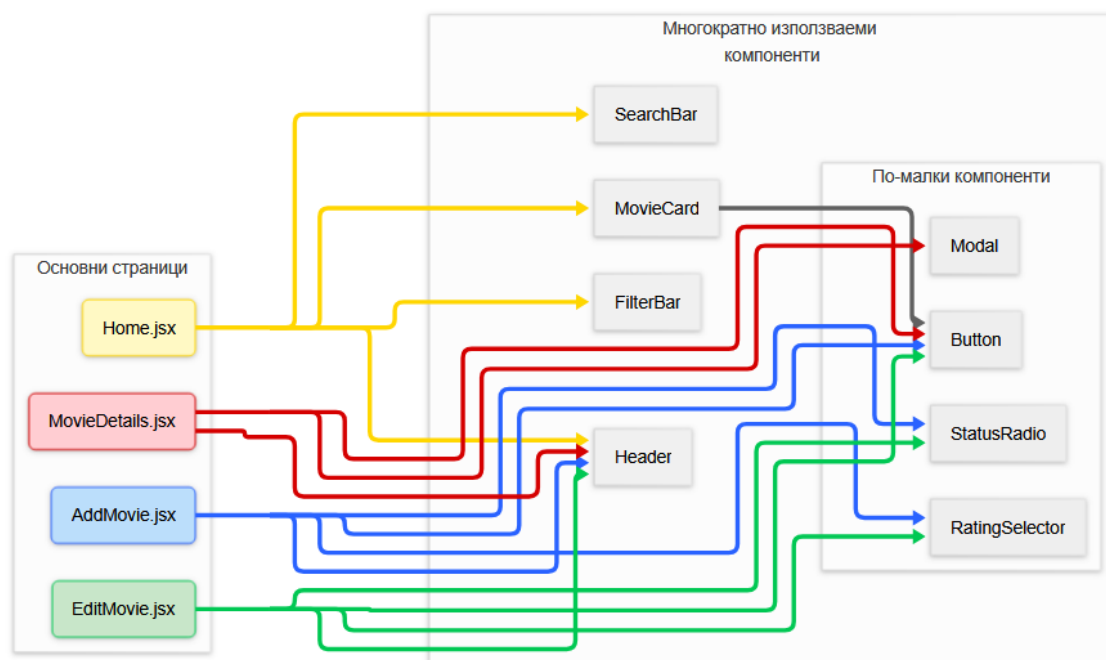 Многократно използваеми
компоненти
SearchBar
MovieCard
FilterBar
Header
По-малки компоненти
Modal
Button
StatusRadio
RatingSelector
Основни страници
Home.jsx
MovieDetails.jsx
AddMovie.jsx
EditMovie.jsx